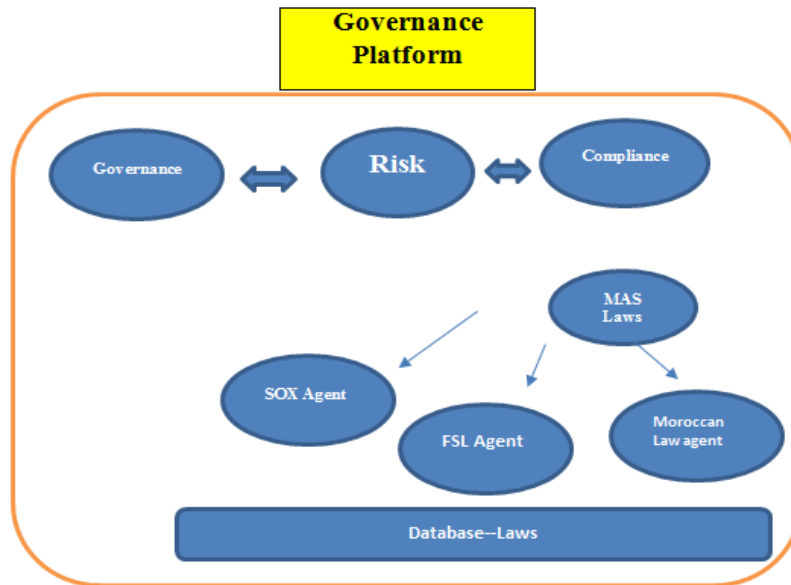 Governance
Platform
Governance
Risk
Compliance
MAS
Laws
SOX Agent
FSL Agent
Moroccan
Law agent
Database--Laws